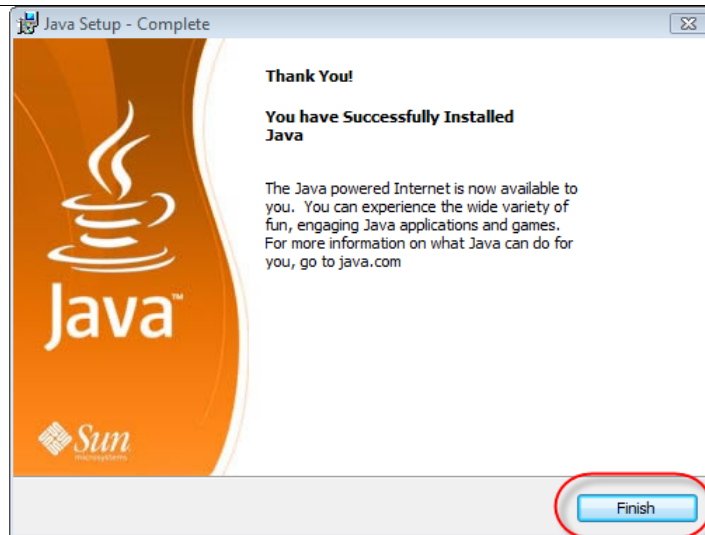 Java Setup - Complete
Thank You!
You have Successfully Installed
Java
The Java powered Internet is now available to
you. You can experience the wide variety of
fun, engaging Java applications and games.
For more information on what Java can do for
you, go to java.com
Java™
Sun
microsystems
Finish